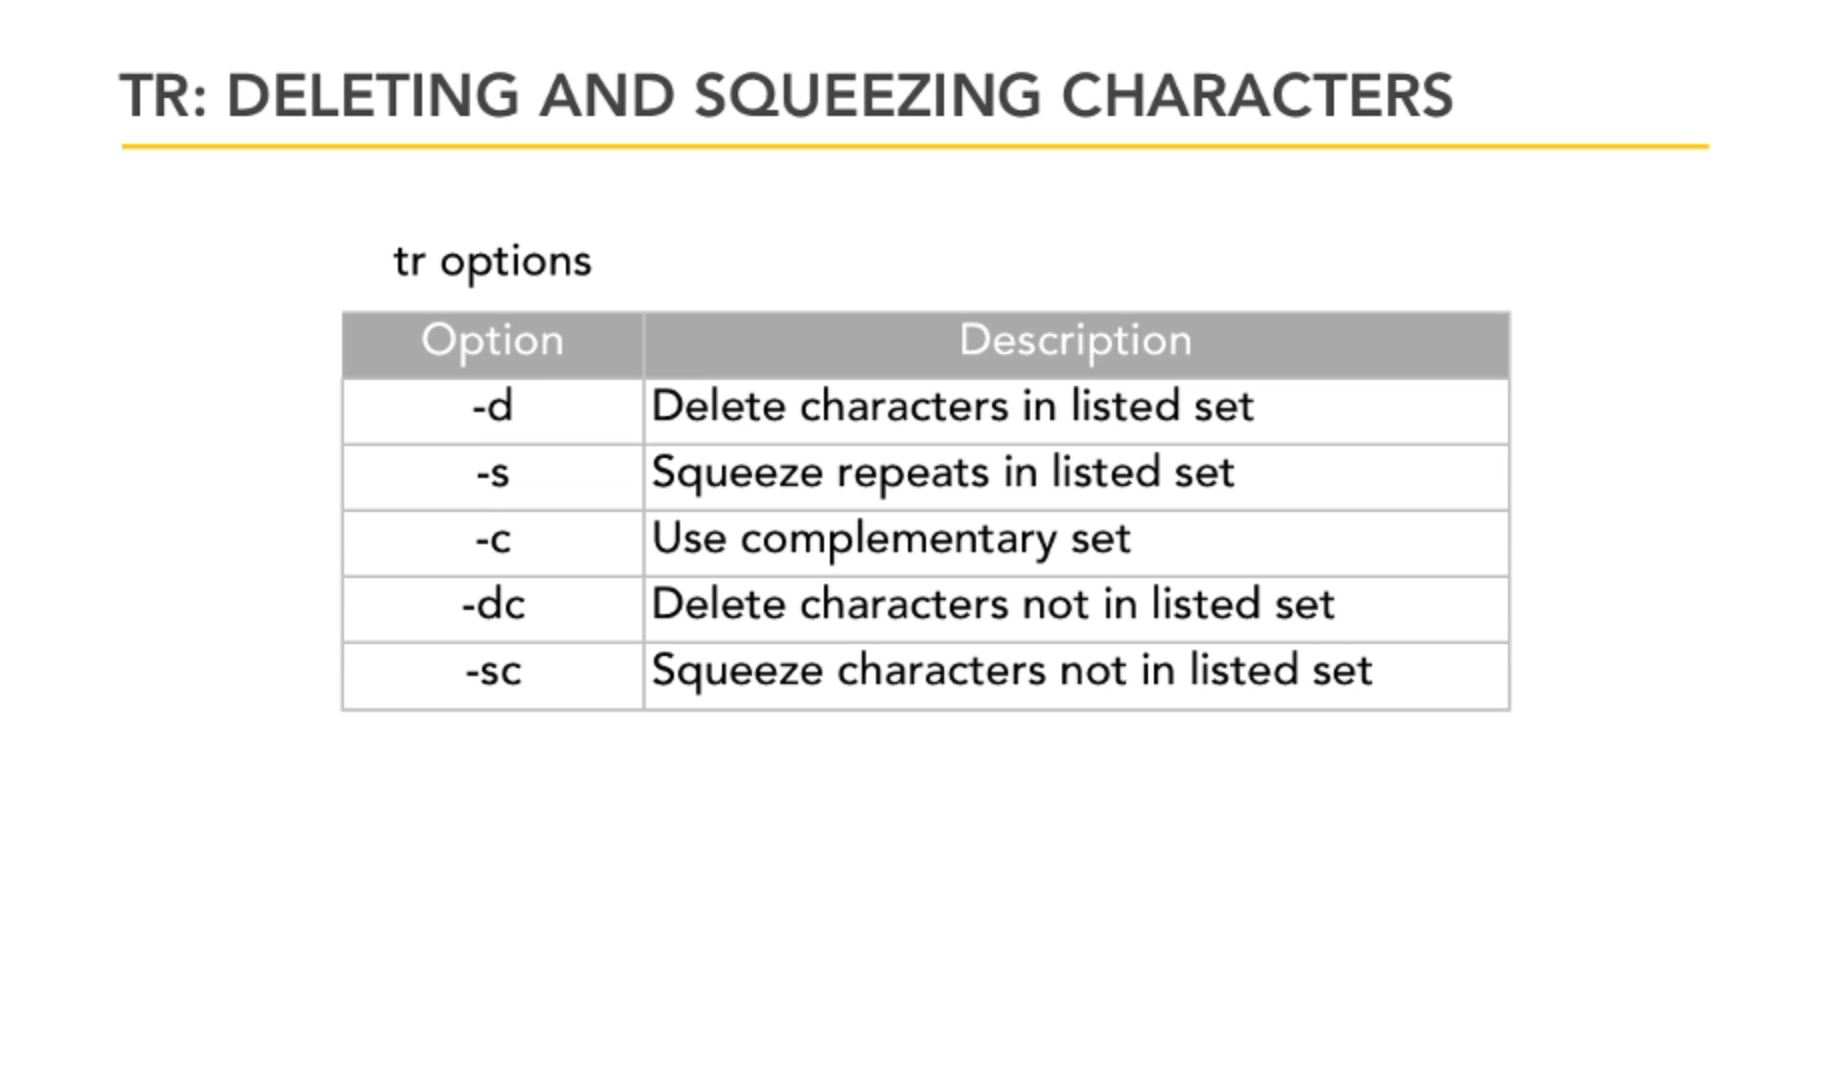 TR: DELETING AND SQUEEZING CHARACTERS
tr options
Option Description
-d Delete characters in listed set
-s Squeeze repeats in listed set
-c Use complementary set
-dc Delete characters not in listed set
-sc Squeeze characters not in listed set